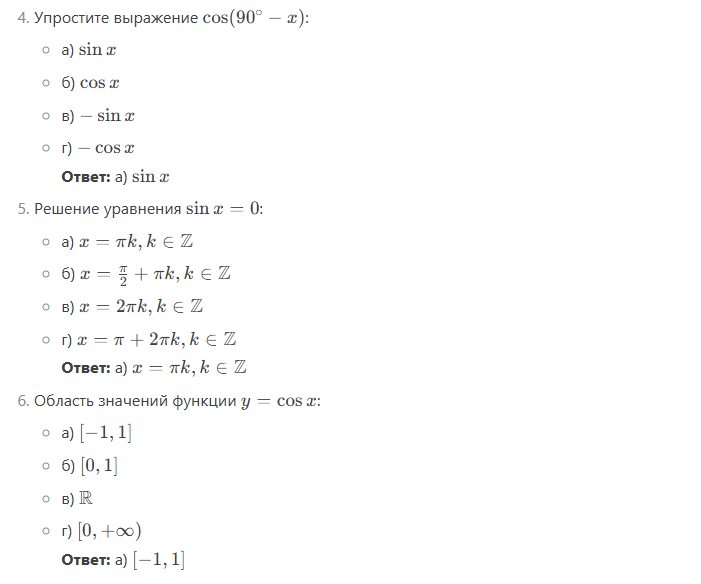 4. Упростите выражение cos(90° − x):
○ а) sin x
○ б) cos x
○ в) − sin x
○ г) − cos x
Ответ: а) sin x
5. Решение уравнения sin x = 0:
○ а) x = πk, k ∈ ℤ
○ б) x = π/2 + πk, k ∈ ℤ
○ в) x = 2πk, k ∈ ℤ
○ г) x = π + 2πk, k ∈ ℤ
Ответ: а) x = πk, k ∈ ℤ
6. Область значений функции y = cos x:
○ а) [−1, 1]
○ б) [0, 1]
○ в) ℝ
○ г) [0, +∞)
Ответ: а) [−1, 1]